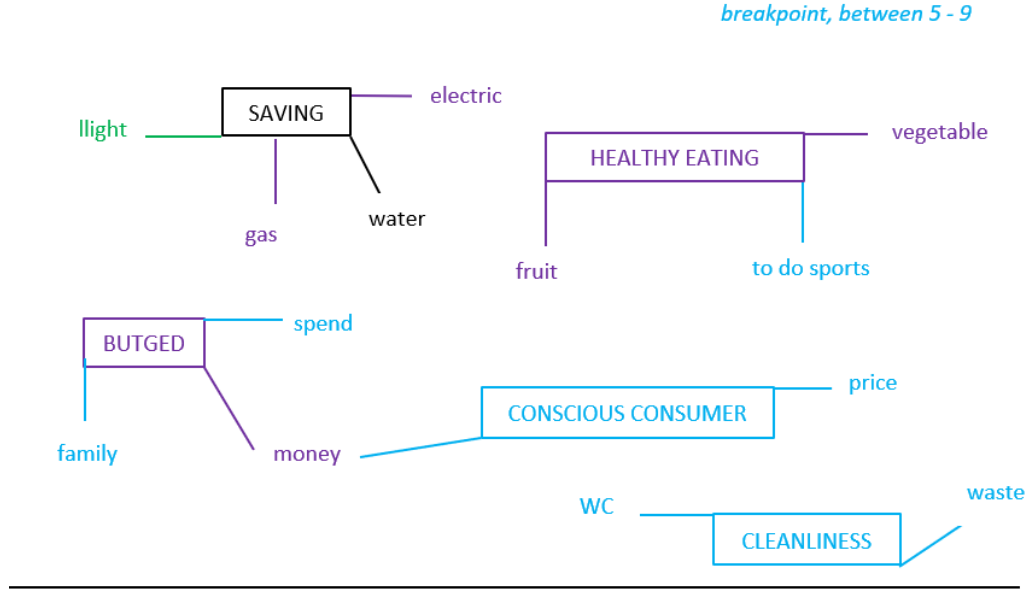 breakpoint, between 5 - 9
electric
SAVING
llight
vegetable
HEALTHY EATING
water
gas
fruit
to do sports
spend
BUTGED
price
CONSCIOUS CONSUMER
family
money
waste
WC
CLEANLINESS